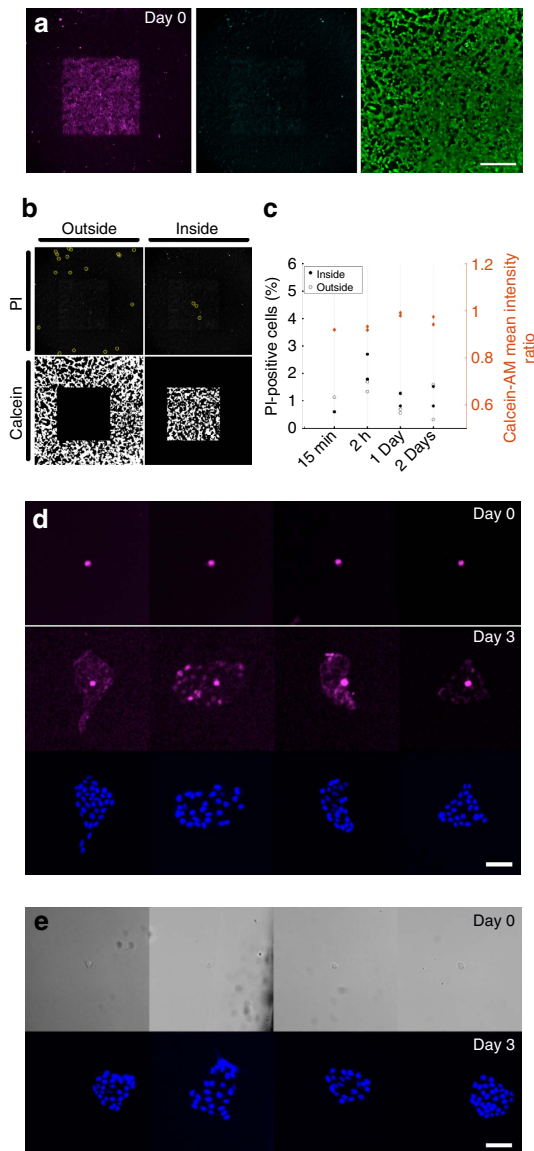 a
Day 0
b
Outside
Inside
PI
Calcein
c
6
5
4
3
2
1
0
PI-positive cells (%)
Inside
Outside
1.2
1
0.8
0.6
Calcein-AM mean intensity
ratio
15 min
2 h
1 Day
2 Days
d
Day 0
Day 3
e
Day 0
Day 3